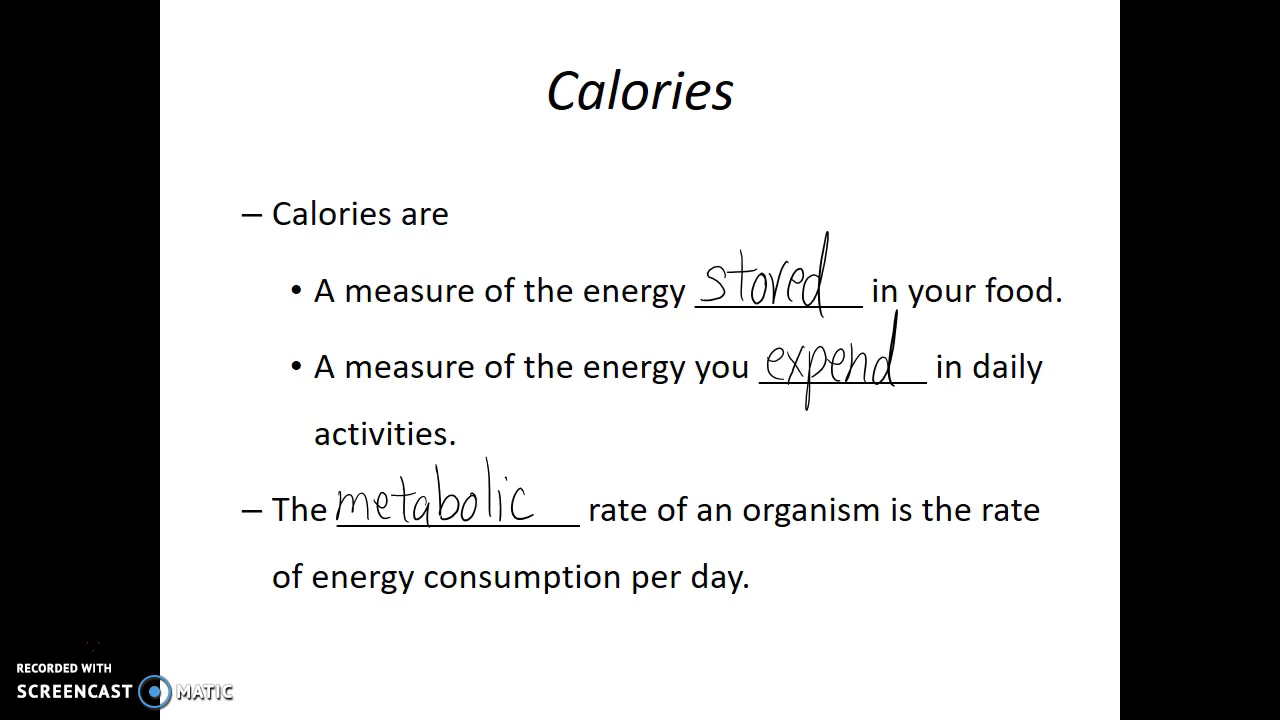 Calories
– Calories are
• A measure of the energy stored in your food.
• A measure of the energy you expend in daily
activities.
– The metabolic rate of an organism is the rate
of energy consumption per day.
RECORDED WITH
SCREENCAST MATIC